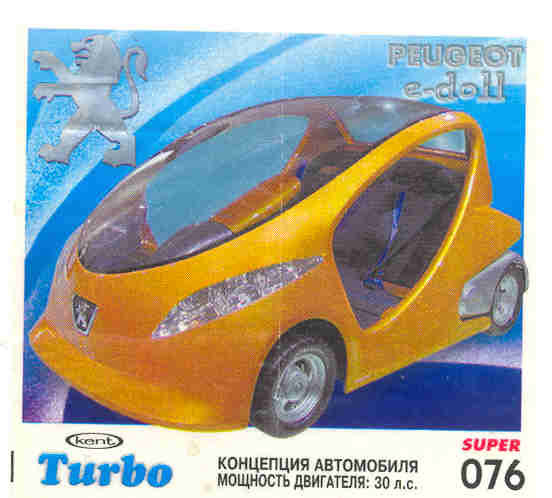 PEUGEOT
e-doll
kent
Turbo
КОНЦЕПЦИЯ АВТОМОБИЛЯ
МОЩНОСТЬ ДВИГАТЕЛЯ: 30 л.с.
SUPER
076